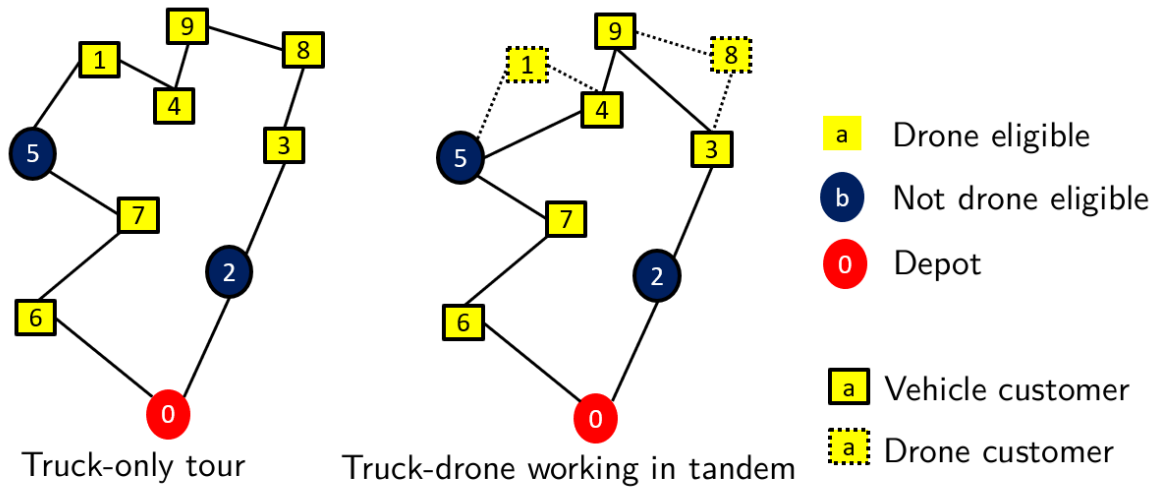 9
8
1
4
3
5
7
2
6
0
Truck-only tour
9
8
1
4
3
5
7
2
6
0
Truck-drone working in tandem
a Drone eligible
b Not drone eligible
0 Depot
a Vehicle customer
a Drone customer